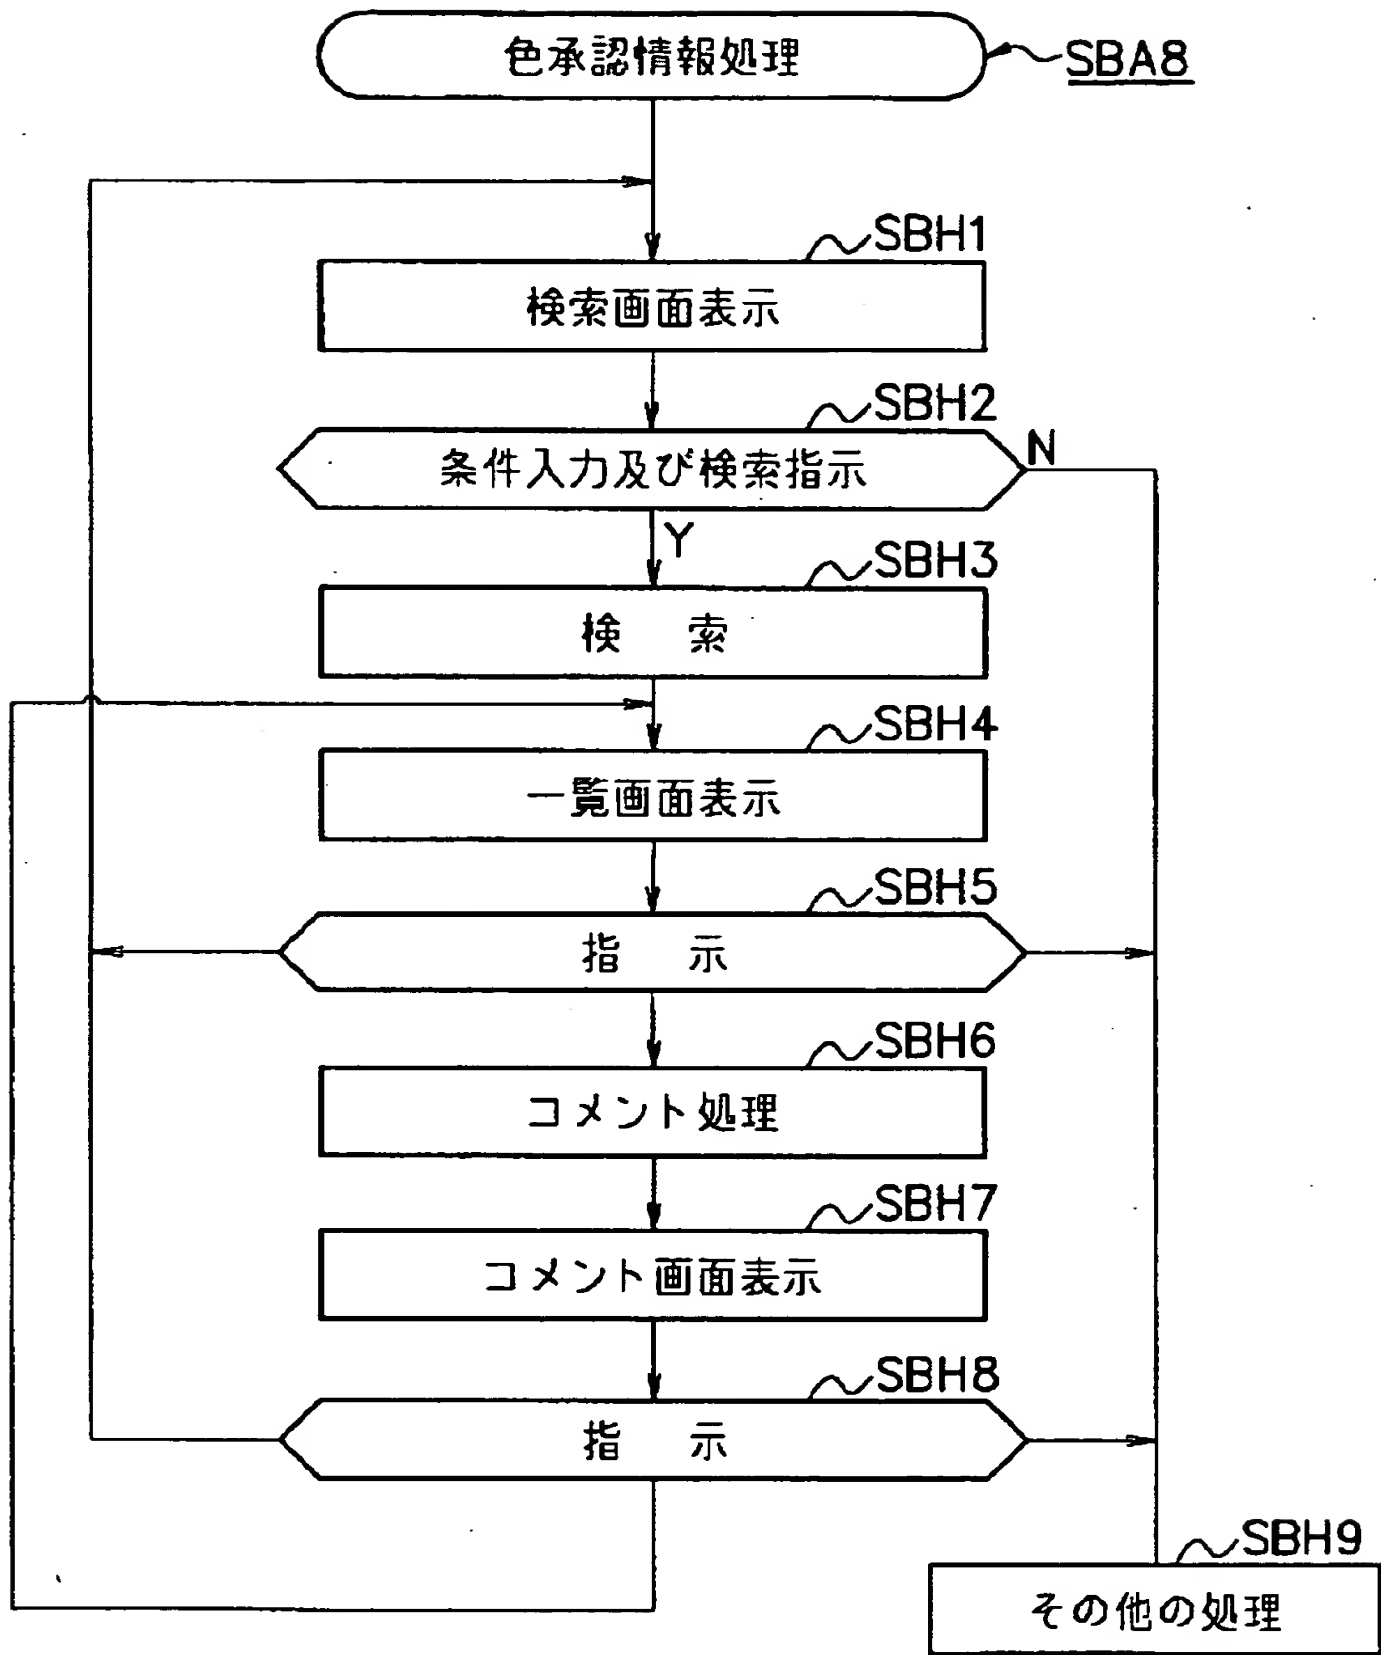 色承認情報処理
SBA8
SBH1
検索画面表示
SBH2
条件入力及び検索指示
N
Y
SBH3
検 索
SBH4
一覧画面表示
SBH5
指 示
SBH6
コメント処理
SBH7
コメント画面表示
SBH8
指 示
SBH9
その他の処理